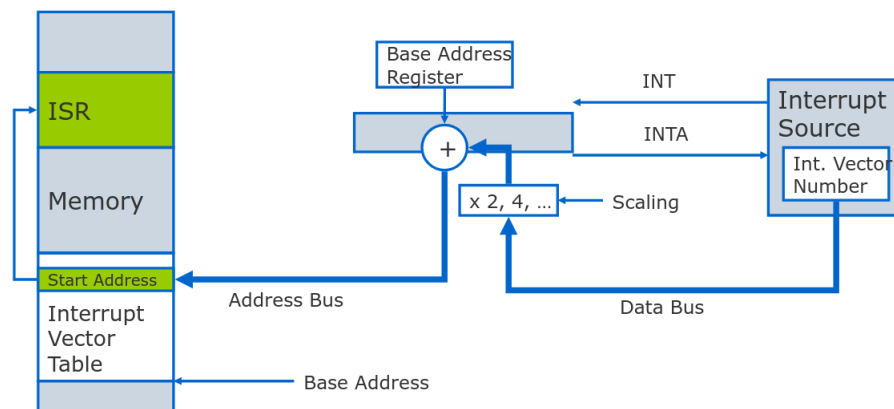 Base Address
Register
INT
Interrupt
Source
ISR
+
INTA
Int. Vector
Number
Memory
x 2, 4, ...
Scaling
Start Address
Address Bus
Data Bus
Interrupt
Vector
Table
Base Address